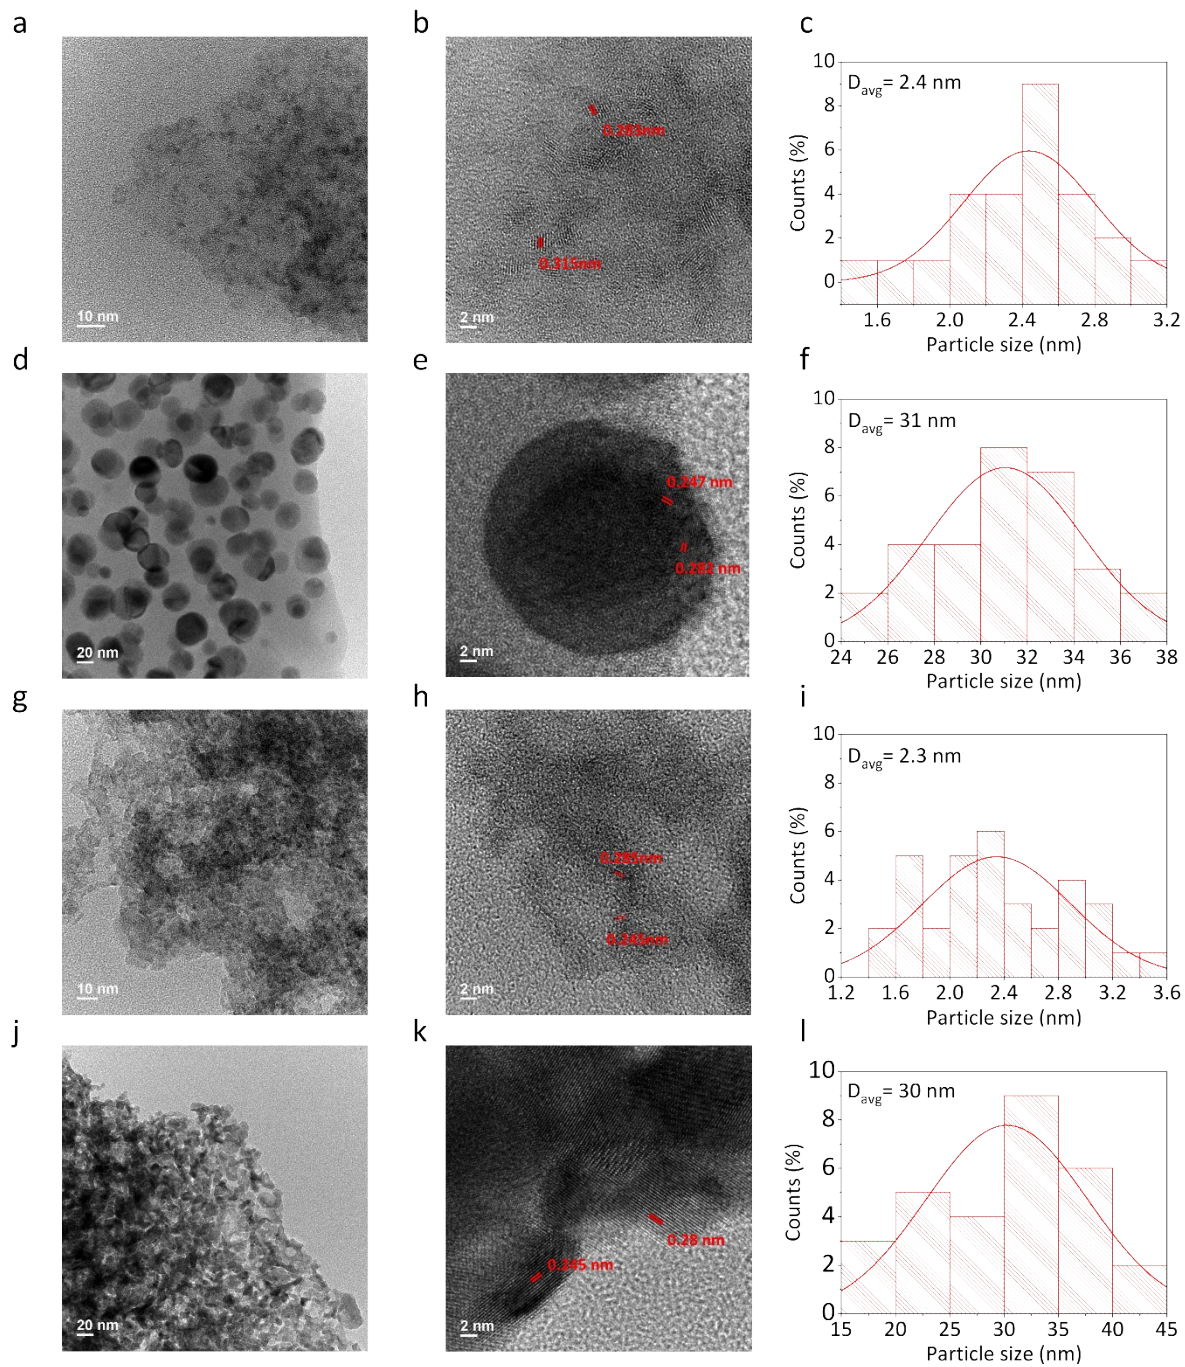 a
b
c
10 nm
0.283nm
0.315nm
2 nm
D_avg= 2.4 nm
10
8
6
4
2
0
Counts (%)
1.6
2.0
2.4
2.8
3.2
Particle size (nm)
d
e
f
20 nm
0.247 nm
0.282 nm
2 nm
D_avg= 31 nm
10
8
6
4
2
0
Counts (%)
24
26
28
30
32
34
36
38
Particle size (nm)
g
h
i
10 nm
0.285nm
0.245nm
2 nm
D_avg= 2.3 nm
10
8
6
4
2
0
Counts (%)
1.2
1.6
2.0
2.4
2.8
3.2
3.6
Particle size (nm)
j
k
l
20 nm
0.28 nm
0.245 nm
2 nm
D_avg= 30 nm
10
8
6
4
2
0
Counts (%)
15
20
25
30
35
40
45
Particle size (nm)